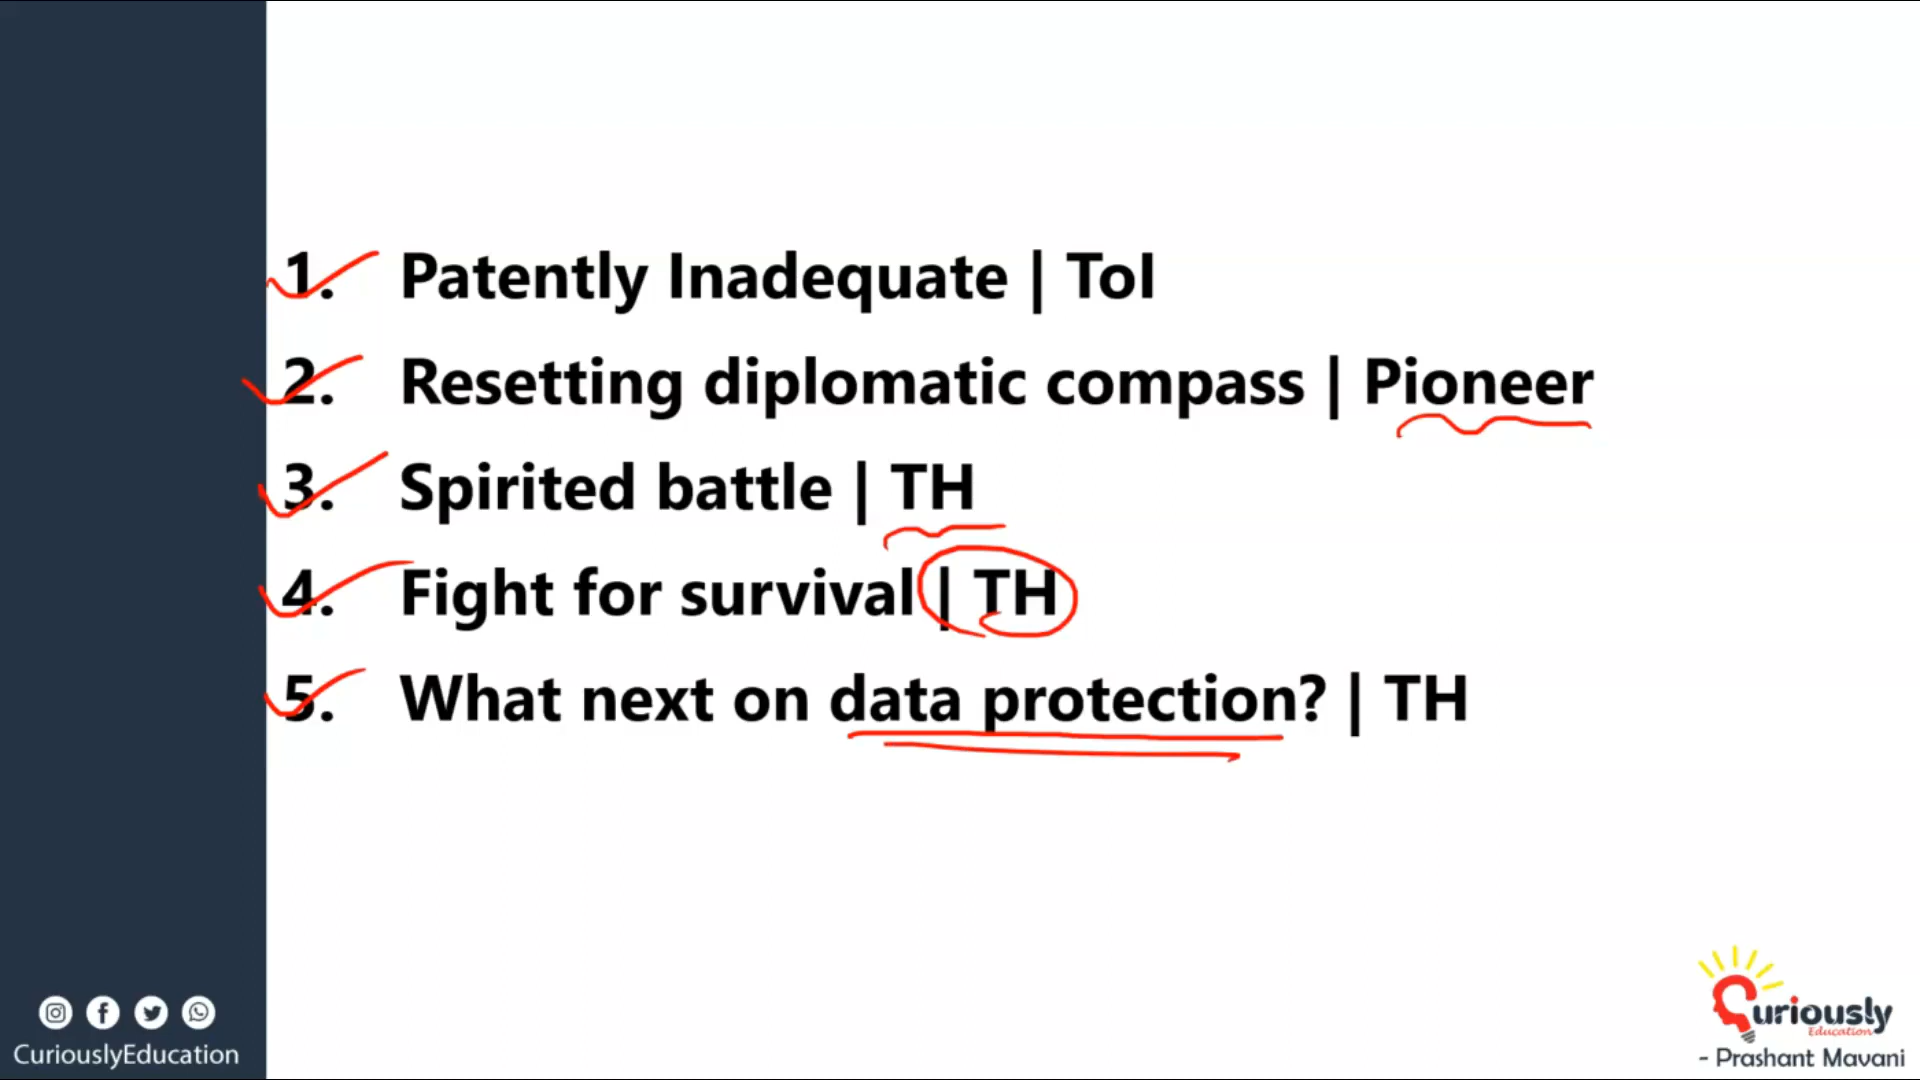 1. Patently Inadequate | ToI
2. Resetting diplomatic compass | Pioneer
3. Spirited battle | TH
4. Fight for survival | TH
5. What next on data protection? | TH
CuriouslyEducation
Curiously
Education
- Prashant Mavani